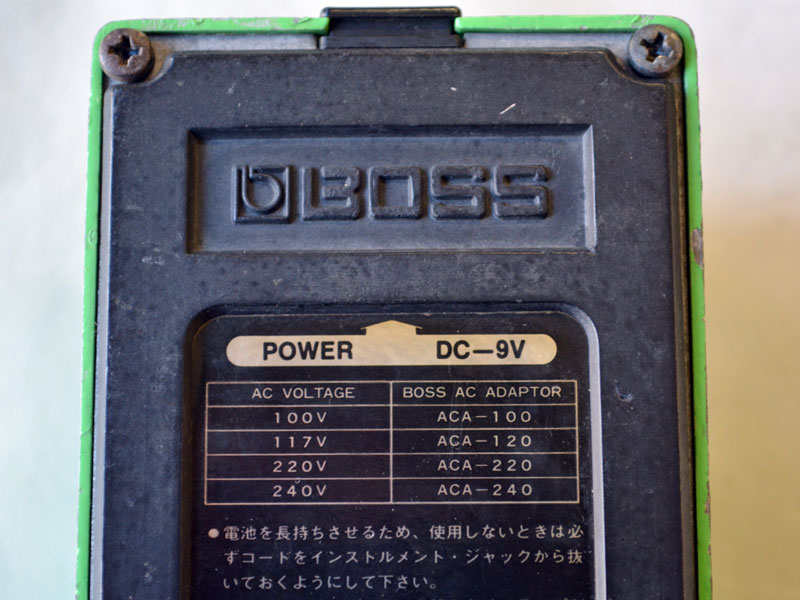 BOSS
POWER DC-9V
AC VOLTAGE BOSS AC ADAPTOR
100V ACA-100
117V ACA-120
220V ACA-220
240V ACA-240
●電池を長持ちさせるため、使用しないときは必
ずコードをインストルメント・ジャックから抜
いておくようにして下さい。